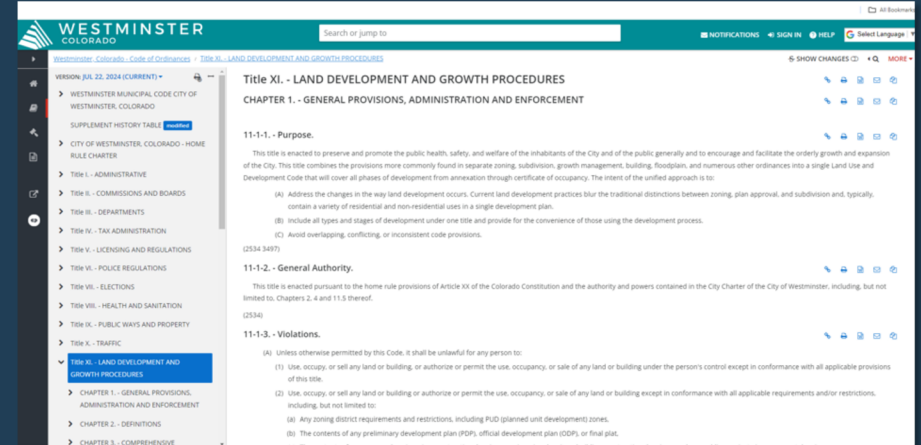 All Bookmarks
WESTMINSTER
COLORADO
Search or jump to
NOTIFICATIONS
SIGN IN
HELP
Select Language
Westminster, Colorado - Code of Ordinances / Title XI. - LAND DEVELOPMENT AND GROWTH PROCEDURES
SHOW CHANGES
MORE
VERSION: JUL 22, 2024 (CURRENT)
WESTMINSTER MUNICIPAL CODE CITY OF
WESTMINSTER, COLORADO
SUPPLEMENT HISTORY TABLE modified
CITY OF WESTMINSTER, COLORADO - HOME
RULE CHARTER
Title I. - ADMINISTRATIVE
Title II. - COMMISSIONS AND BOARDS
Title III. - DEPARTMENTS
Title IV. - TAX ADMINISTRATION
Title V. - LICENSING AND REGULATIONS
Title VI. - POLICE REGULATIONS
Title VII. - ELECTIONS
Title VIII. - HEALTH AND SANITATION
Title IX. - PUBLIC WAYS AND PROPERTY
Title X. - TRAFFIC
Title XI. - LAND DEVELOPMENT AND
GROWTH PROCEDURES
CHAPTER 1. - GENERAL PROVISIONS,
ADMINISTRATION AND ENFORCEMENT
CHAPTER 2. - DEFINITIONS
CHAPTER 3. - COMPREHENSIVE
Title XI. - LAND DEVELOPMENT AND GROWTH PROCEDURES
CHAPTER 1. - GENERAL PROVISIONS, ADMINISTRATION AND ENFORCEMENT
11-1-1. - Purpose.
This title is enacted to preserve and promote the public health, safety, and welfare of the inhabitants of the City and of the public generally and to encourage and facilitate the orderly growth and expansion
of the City. This title combines the provisions more commonly found in separate zoning, subdivision, growth management, building, floodplain, and numerous other ordinances into a single Land Use and
Development Code that will cover all phases of development from annexation through certificate of occupancy. The intent of the unified approach is to:
(A) Address the changes in the way land development occurs. Current land development practices blur the traditional distinctions between zoning, plan approval, and subdivision and, typically,
contain a variety of residential and non-residential uses in a single development plan.
(B) Include all types and stages of development under one title and provide for the convenience of those using the development process.
(C) Avoid overlapping, conflicting, or inconsistent code provisions.
(2534 3497)
11-1-2. - General Authority.
This title is enacted pursuant to the home rule provisions of Article XX of the Colorado Constitution and the authority and powers contained in the City Charter of the City of Westminster, including, but not
limited to, Chapters 2, 4 and 11.5 thereof.
(2534)
11-1-3. - Violations.
(A) Unless otherwise permitted by this Code, it shall be unlawful for any person to:
(1) Use, occupy, or sell any land or building, or authorize or permit the use, occupancy, or sale of any land or building under the person's control except in conformance with all applicable provisions
of this title.
(2) Use, occupy, or sell any land or building, or authorize or permit the use, occupancy, or sale of any land or building except in conformance with all applicable requirements and/or restrictions,
including, but not limited to:
(a) Any zoning district requirements and restrictions, including PUD (planned unit development) zones,
(b) The contents of any preliminary development plan (PDP), official development plan (ODP), or final plat,